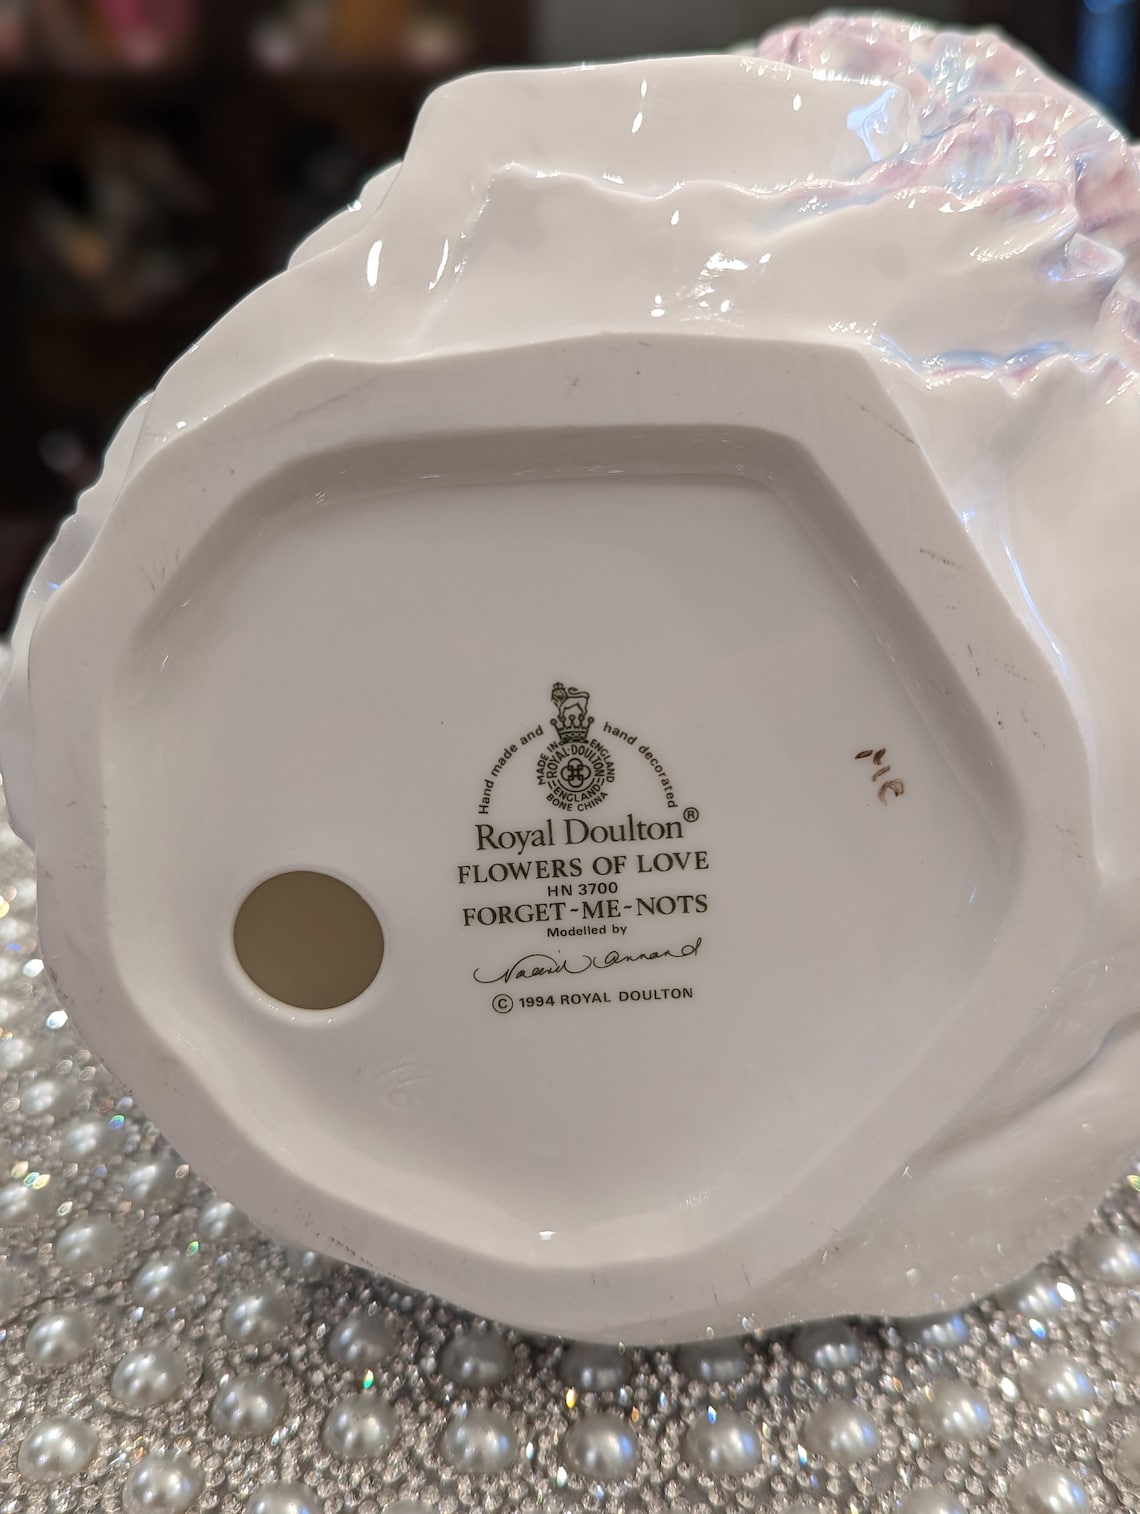 Hand made and hand decorated
MADE IN ENGLAND
ROYAL·DOULTON
ENGLAND
BONE CHINA
Royal Doulton®
FLOWERS OF LOVE
HN 3700
FORGET-ME-NOTS
Modelled by
© 1994 ROYAL DOULTON